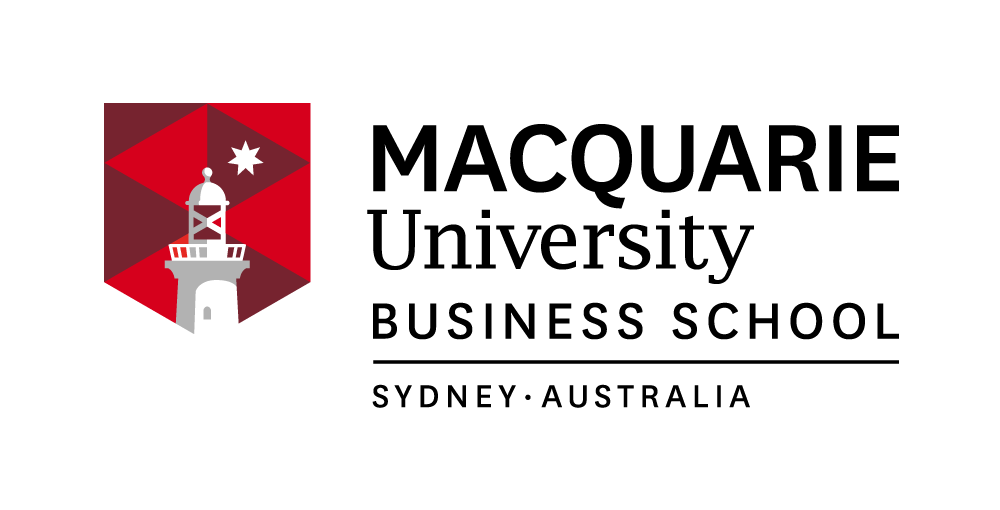 MACQUARIE
University
BUSINESS SCHOOL
SYDNEY·AUSTRALIA